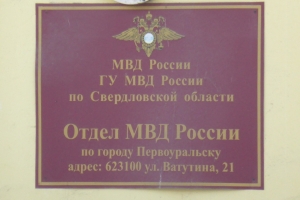 МВД России
ГУ МВД России
по Свердловской области
Отдел МВД России
по городу Первоуральску
адрес: 623100 ул. Ватутина, 21